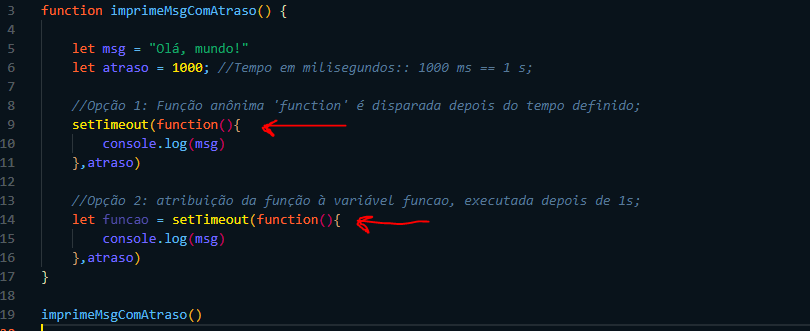 3 function imprimeMsgComAtraso() {
4
5 let msg = "Olá, mundo!"
6 let atraso = 1000; //Tempo em milisegundos:: 1000 ms == 1 s;
7
8 //Opção 1: Função anônima 'function' é disparada depois do tempo definido;
9 setTimeout(function(){
10 console.log(msg)
11 },atraso)
12
13 //Opção 2: atribuição da função à variável funcao, executada depois de 1s;
14 let funcao = setTimeout(function(){
15 console.log(msg)
16 },atraso)
17 }
18
19 imprimeMsgComAtraso()